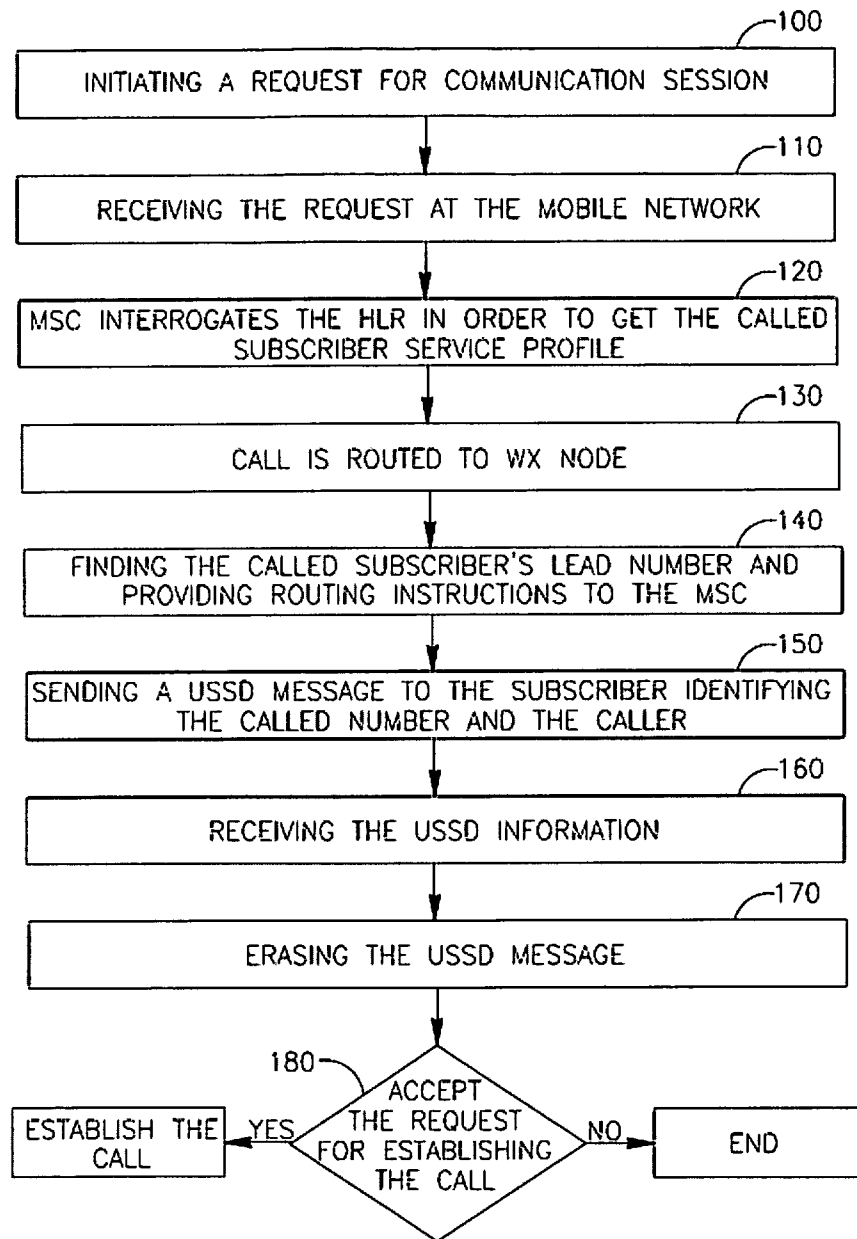 100
INITIATING A REQUEST FOR COMMUNICATION SESSION
110
RECEIVING THE REQUEST AT THE MOBILE NETWORK
120
MSC INTERROGATES THE HLR IN ORDER TO GET THE CALLED
SUBSCRIBER SERVICE PROFILE
130
CALL IS ROUTED TO WX NODE
140
FINDING THE CALLED SUBSCRIBER'S LEAD NUMBER AND
PROVIDING ROUTING INSTRUCTIONS TO THE MSC
150
SENDING A USSD MESSAGE TO THE SUBSCRIBER IDENTIFYING
THE CALLED NUMBER AND THE CALLER
160
RECEIVING THE USSD INFORMATION
170
ERASING THE USSD MESSAGE
180
ACCEPT
THE REQUEST
FOR ESTABLISHING
THE CALL
YES
ESTABLISH THE
CALL
NO
END